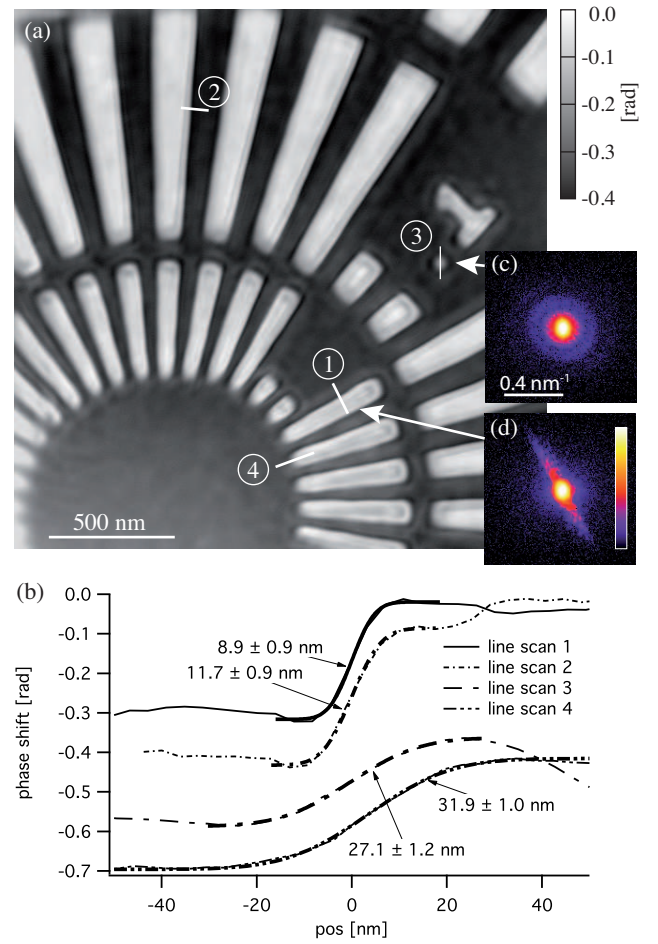 (a)
0.0
-0.1
-0.2
-0.3
-0.4
[rad]
2
3
(c)
0.4 nm-1
1
(d)
4
500 nm
(b)
0.0
-0.1
-0.2
-0.3
-0.4
-0.5
-0.6
-0.7
phase shift [rad]
8.9 ± 0.9 nm
11.7 ± 0.9 nm
line scan 1
line scan 2
line scan 3
line scan 4
31.9 ± 1.0 nm
27.1 ± 1.2 nm
-40
-20
0
20
40
pos [nm]